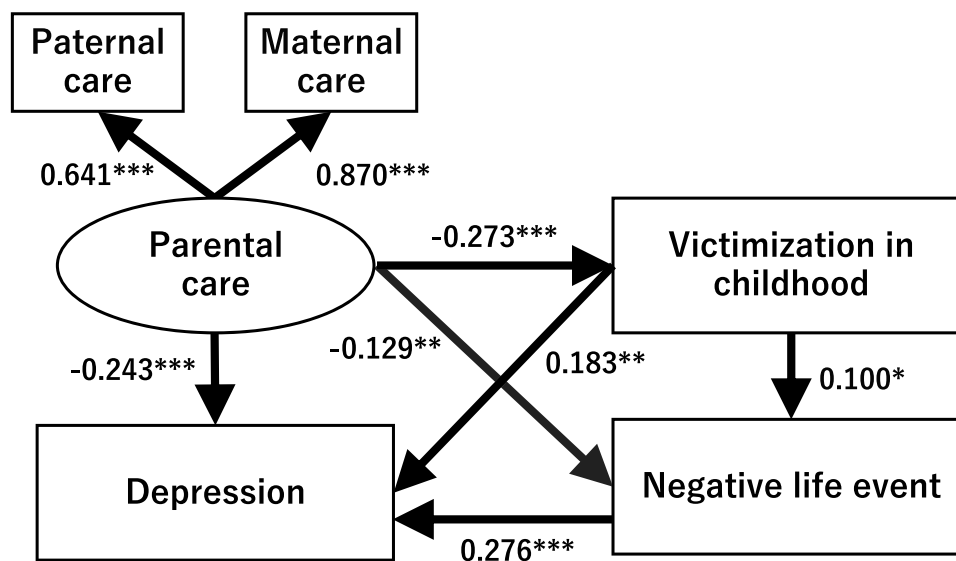 Paternal
care
Maternal
care
0.641***
0.870***
Parental
care
-0.273***
Victimization in
childhood
-0.243***
-0.129**
0.183**
0.100*
Depression
Negative life event
0.276***